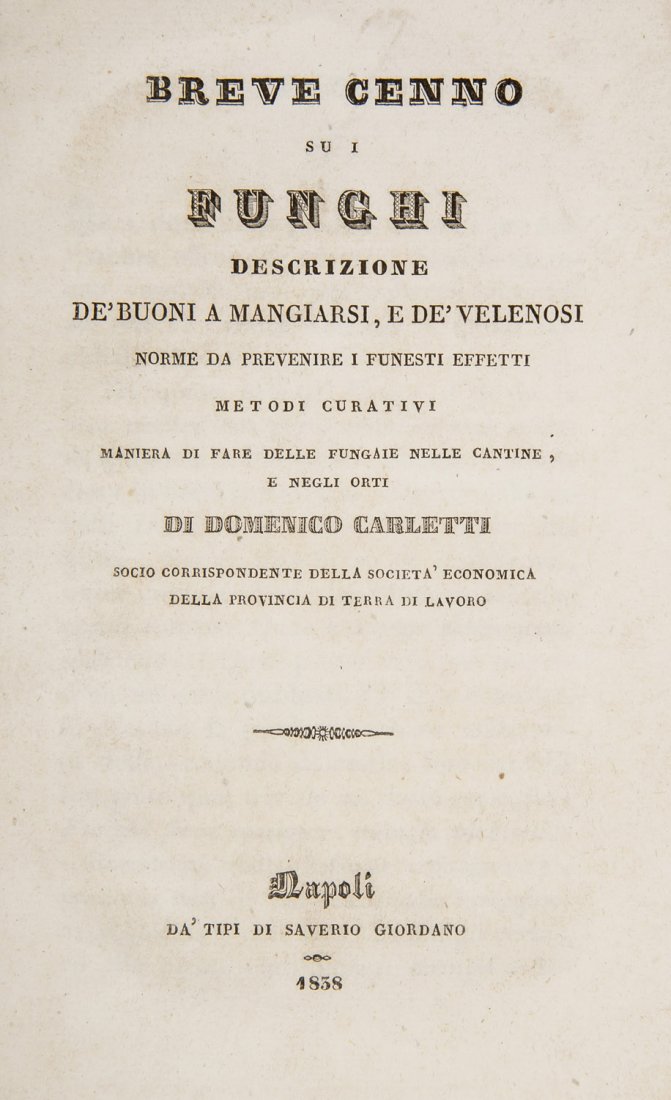 BREVE CENNO
SU I
FUNGHI
DESCRIZIONE
DE'BUONI A MANGIARSI, E DE'VELENOSI
NORME DA PREVENIRE I FUNESTI EFFETTI
METODI CURATIVI
MANIERA DI FARE DELLE FUNGAIE NELLE CANTINE,
E NEGLI ORTI
DI DOMENICO CARLETTI
SOCIO CORRISPONDENTE DELLA SOCIETA' ECONOMICA
DELLA PROVINCIA DI TERRA DI LAVORO
Napoli
DA' TIPI DI SAVERIO GIORDANO
1838